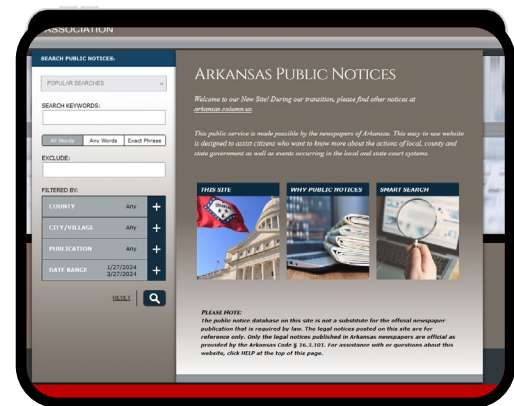 ASSOCIATION
SEARCH PUBLIC NOTICES:
POPULAR SEARCHES
SEARCH KEYWORDS:
All Words Any Words Exact Phrase
EXCLUDE:
FILTERED BY:
COUNTY Any +
CITY/VILLAGE Any +
PUBLICATION Any +
DATE RANGE 1/27/2024 3/27/2024 +
RESET
ARKANSAS PUBLIC NOTICES
Welcome to our New Site! During our transition, please find other notices at
arkansas.column.us.
This public service is made possible by the newspapers of Arkansas. This easy to use website
is designed to assist citizens who want to know more about the actions of local, county and
state government as well as events occurring in the local and state court systems.
THIS SITE
WHY PUBLIC NOTICES
SMART SEARCH
PLEASE NOTE:
The public notice database on this site is not a substitute for the official newspaper
publication that is required by law. The legal notices posted on this site are for
reference only. Only the legal notices published in Arkansas newspapers are official as
provided by the Arkansas Code § 16.3.101. For assistance with or questions about this
website, click HELP at the top of this page.